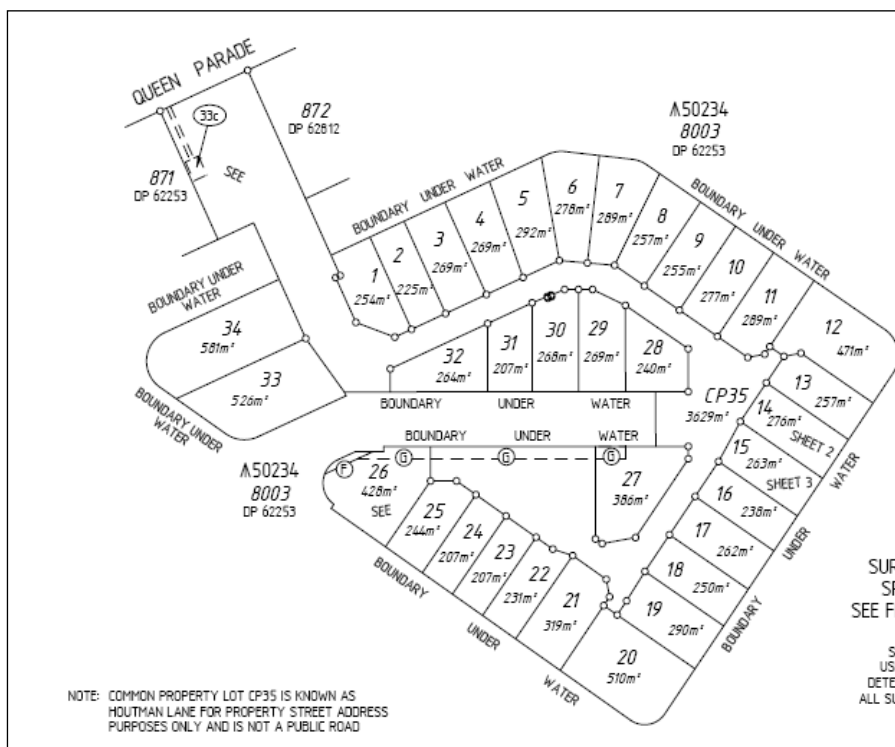 QUEEN PARADE
33c
872
DP 62812
871
DP 62253
SEE
50234
8003
DP 62253
BOUNDARY UNDER WATER
BOUNDARY UNDER WATER
1
254m²
2
225m²
3
269m²
4
269m²
5
292m²
6
278m²
7
289m²
8
257m²
9
255m²
10
277m²
11
289m²
12
471m²
13
257m²
14
276m²
SHEET 2
15
263m²
SHEET 3
16
238m²
17
262m²
18
250m²
19
290m²
20
510m²
BOUNDARY UNDER WATER
BOUNDARY UNDER
WATER
34
581m²
33
526m²
BOUNDARY UNDER
WATER
32
264m²
31
207m²
30
268m²
29
269m²
28
240m²
CP35
3629m²
BOUNDARY UNDER WATER
BOUNDARY UNDER WATER
50234
8003
DP 62253
F
G
G
G
26
428m²
SEE
27
386m²
25
244m²
24
207m²
23
207m²
22
231m²
21
319m²
BOUNDARY UNDER WATER
SUR
SEE F
DETE
ALL SU
NOTE: COMMON PROPERTY LOT CP35 IS KNOWN AS
HOUTMAN LANE FOR PROPERTY STREET ADDRESS
PURPOSES ONLY AND IS NOT A PUBLIC ROAD